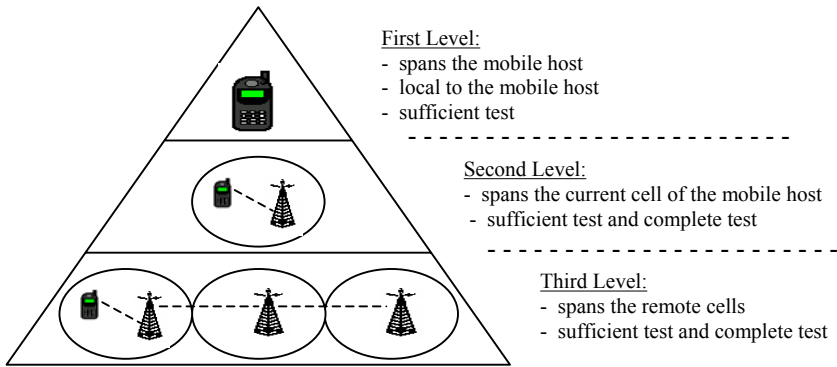 First Level:
- spans the mobile host
- local to the mobile host
- sufficient test
Second Level:
- spans the current cell of the mobile host
- sufficient test and complete test
Third Level:
- spans the remote cells
- sufficient test and complete test